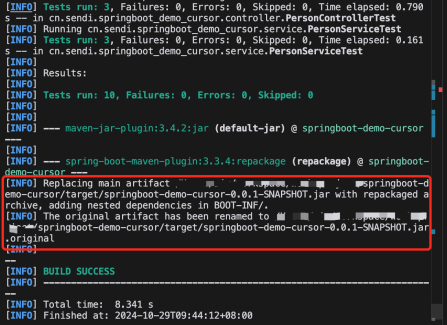 [INFO] Tests run: 3, Failures: 0, Errors: 0, Skipped: 0, Time elapsed: 0.790
s -- in cn.sendi.springboot_demo_cursor.controller.PersonControllerTest
[INFO] Running cn.sendi.springboot_demo_cursor.service.PersonServiceTest
[INFO] Tests run: 3, Failures: 0, Errors: 0, Skipped: 0, Time elapsed: 0.161
s -- in cn.sendi.springboot_demo_cursor.service.PersonServiceTest
[INFO]
[INFO] Results:
[INFO]
[INFO] Tests run: 10, Failures: 0, Errors: 0, Skipped: 0
[INFO]
[INFO]
[INFO] --- maven-jar-plugin:3.4.2:jar (default-jar) @ springboot-demo-cursor
---
[INFO]
[INFO] --- spring-boot-maven-plugin:3.3.4:repackage (repackage) @ springboot-
demo-cursor ---
[INFO] Replacing main artifact springboot-d
emo-cursor/target/springboot-demo-cursor-0.0.1-SNAPSHOT.jar with repackaged a
rchive, adding nested dependencies in BOOT-INF/.
[INFO] The original artifact has been renamed to
/springboot-demo-cursor/target/springboot-demo-cursor-0.0.1-SNAPSHOT.jar
.original
[INFO] 
--
[INFO] BUILD SUCCESS
[INFO] ----------------------------------------------------------------------
--
[INFO] Total time:  8.341 s
[INFO] Finished at: 2024-10-29T09:44:12+08:00